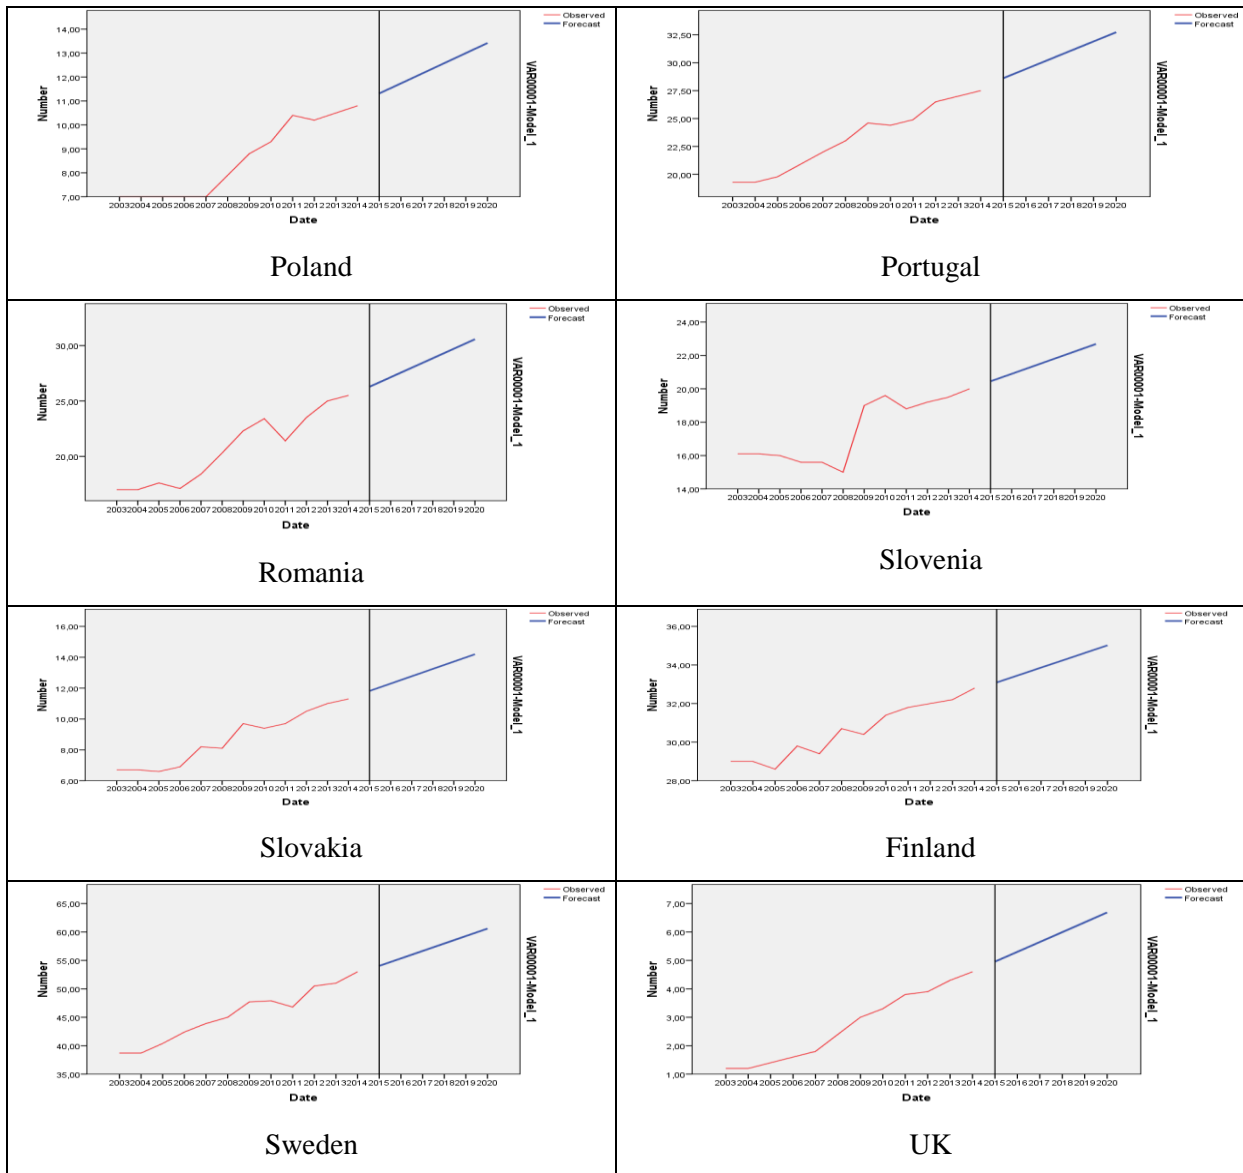 Observed
Forecast
14,00
13,00
12,00
11,00
10,00
9,00
8,00
7,00
Number
VAR00001-Model_1
2003 2004 2005 2006 2007 2008 2009 2010 2011 2012 2013 2014 2015 2016 2017 2018 2019 2020
Date
Poland
Observed
Forecast
32,50
30,00
27,50
25,00
22,50
20,00
Number
VAR00001-Model_1
2003 2004 2005 2006 2007 2008 2009 2010 2011 2012 2013 2014 2015 2016 2017 2018 2019 2020
Date
Portugal
Observed
Forecast
30,00
25,00
20,00
Number
VAR00001-Model_1
2003 2004 2005 2006 2007 2008 2009 2010 2011 2012 2013 2014 2015 2016 2017 2018 2019 2020
Date
Romania
Observed
Forecast
24,00
22,00
20,00
18,00
16,00
14,00
Number
VAR00001-Model_1
2003 2004 2005 2006 2007 2008 2009 2010 2011 2012 2013 2014 2015 2016 2017 2018 2019 2020
Date
Slovenia
Observed
Forecast
16,00
14,00
12,00
10,00
8,00
6,00
Number
VAR00001-Model_1
2003 2004 2005 2006 2007 2008 2009 2010 2011 2012 2013 2014 2015 2016 2017 2018 2019 2020
Date
Slovakia
Observed
Forecast
36,00
34,00
32,00
30,00
28,00
Number
VAR00001-Model_1
2003 2004 2005 2006 2007 2008 2009 2010 2011 2012 2013 2014 2015 2016 2017 2018 2019 2020
Date
Finland
Observed
Forecast
65,00
60,00
55,00
50,00
45,00
40,00
35,00
Number
VAR00001-Model_1
2003 2004 2005 2006 2007 2008 2009 2010 2011 2012 2013 2014 2015 2016 2017 2018 2019 2020
Date
Sweden
Observed
Forecast
7,00
6,00
5,00
4,00
3,00
2,00
1,00
Number
VAR00001-Model_1
2003 2004 2005 2006 2007 2008 2009 2010 2011 2012 2013 2014 2015 2016 2017 2018 2019 2020
Date
UK